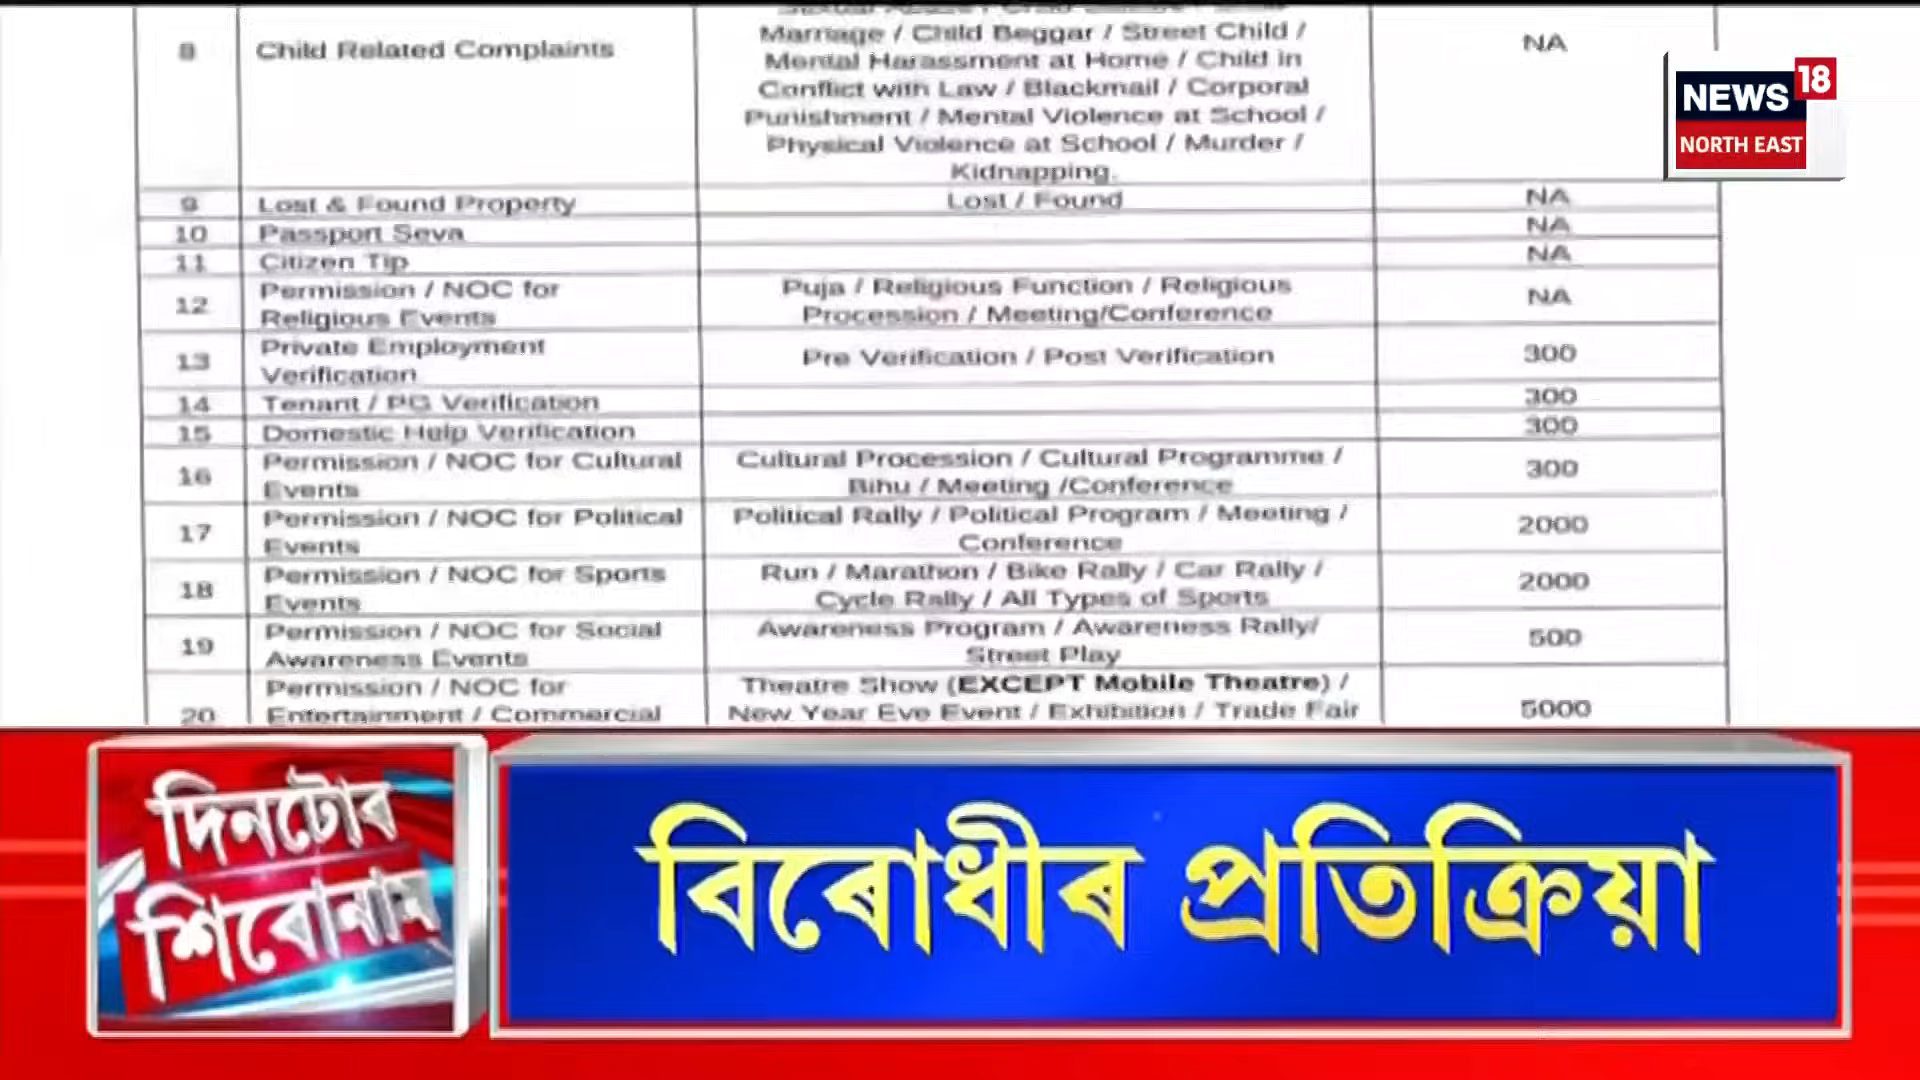 8 Child Related Complaints
Marriage / Child Beggar / Street Child /
Mental Harassment at Home / Child in
Conflict with Law / Blackmail / Corporal
Punishment / Mental Violence at School /
Physical Violence at School / Murder /
Kidnapping.
NA
9 Lost & Found Property Lost / Found NA
10 Passport Seva NA
11 Citizen Tip NA
12 Permission / NOC for
Religious Events
Puja / Religious Function / Religious
Procession / Meeting/Conference
NA
13 Private Employment
Verification
Pre Verification / Post Verification 300
14 Tenant / PG Verification 300
15 Domestic Help Verification 300
16 Permission / NOC for Cultural
Events
Cultural Procession / Cultural Programme /
Bihu / Meeting /Conference
300
17 Permission / NOC for Political
Events
Political Rally / Political Program / Meeting /
Conference
2000
18 Permission / NOC for Sports
Events
Run / Marathon / Bike Rally / Car Rally /
Cycle Rally / All Types of Sports
2000
19 Permission / NOC for Social
Awareness Events
Awareness Program / Awareness Rally/
Street Play
500
20 Permission / NOC for
Entertainment / Commercial
Theatre Show (EXCEPT Mobile Theatre) /
New Year Eve Event / Exhibition / Trade Fair
5000
NEWS 18
NORTH EAST
দিনটোৰ
শিৰোনাম
বিৰোধীৰ প্ৰতিক্ৰিয়া